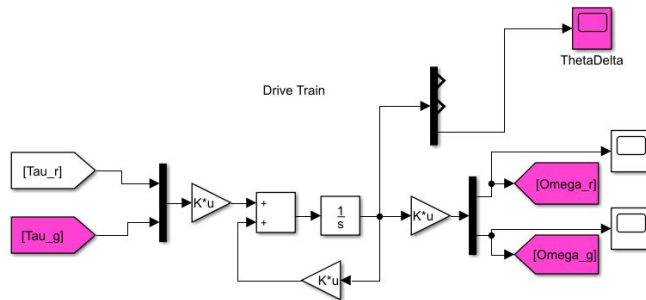 ThetaDelta
Drive Train
[Tau_r]
[Tau_g]
K*u
+
+
1
s
K*u
K*u
[Omega_r]
[Omega_g]